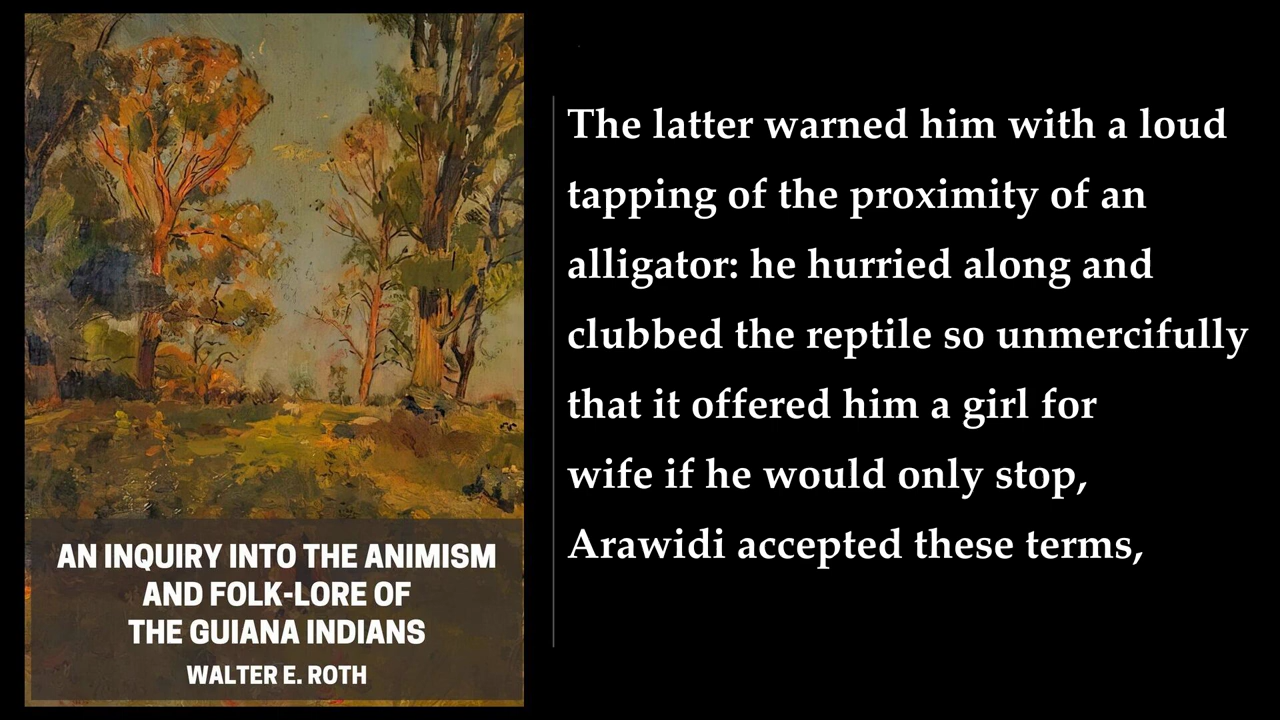 The latter warned him with a loud
tapping of the proximity of an
alligator: he hurried along and
clubbed the reptile so unmercifully
that it offered him a girl for
wife if he would only stop,
Arawidi accepted these terms,
AN INQUIRY INTO THE ANIMISM
AND FOLK-LORE OF
THE GUIANA INDIANS
WALTER E. ROTH